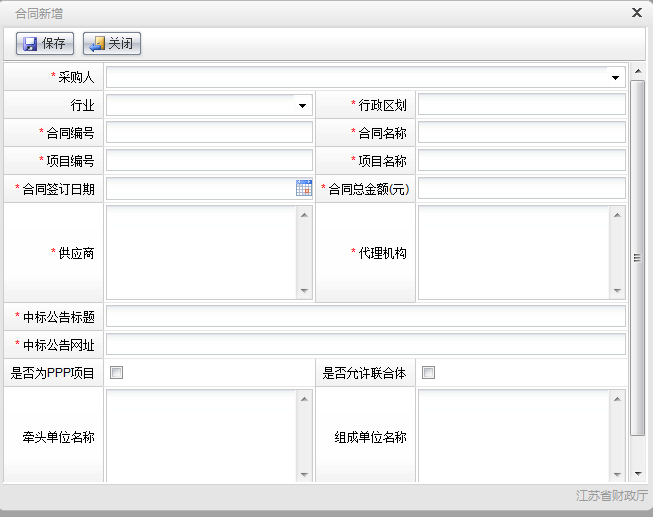 合同新增
保存 关闭
* 采购人
行业 * 行政区划
* 合同编号 * 合同名称
* 项目编号 * 项目名称
* 合同签订日期 * 合同总金额(元)
* 供应商 * 代理机构
* 中标公告标题
* 中标公告网址
是否为PPP项目 是否允许联合体
牵头单位名称 组成单位名称
江苏省财政厅